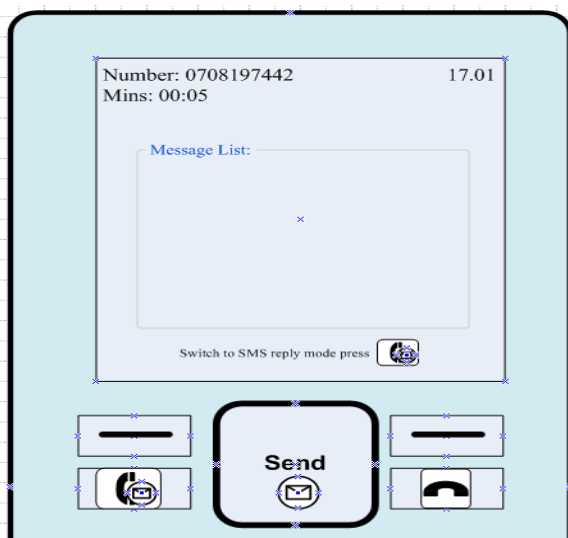 Number: 0708197442 17.01
Mins: 00:05
Message List:
Switch to SMS reply mode press
Send